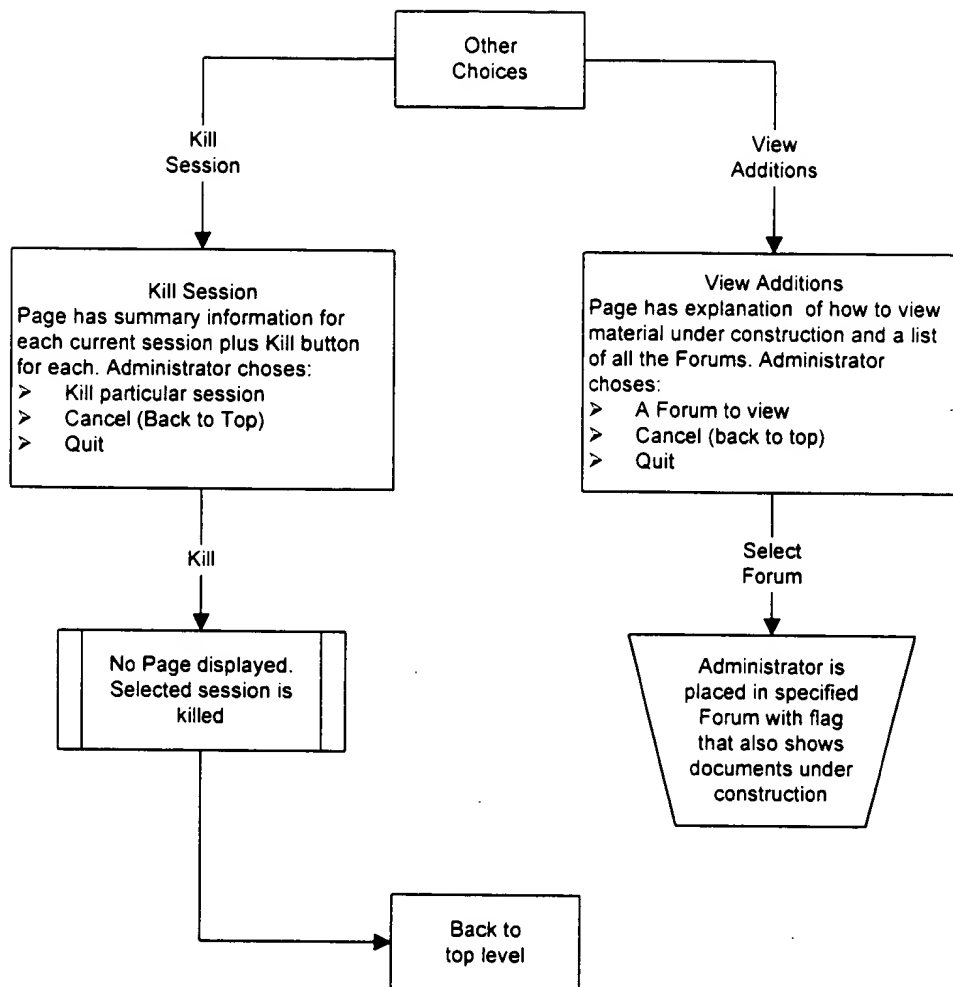 Other
Choices
Kill
Session
View
Additions
Kill Session
Page has summary information for
each current session plus Kill button
for each. Administrator choses:
➢ Kill particular session
➢ Cancel (Back to Top)
➢ Quit
View Additions
Page has explanation of how to view
material under construction and a list
of all the Forums. Administrator
choses:
➢ A Forum to view
➢ Cancel (back to top)
➢ Quit
Kill
Select
Forum
No Page displayed.
Selected session is
killed
Administrator is
placed in specified
Forum with flag
that also shows
documents under
construction
Back to
top level